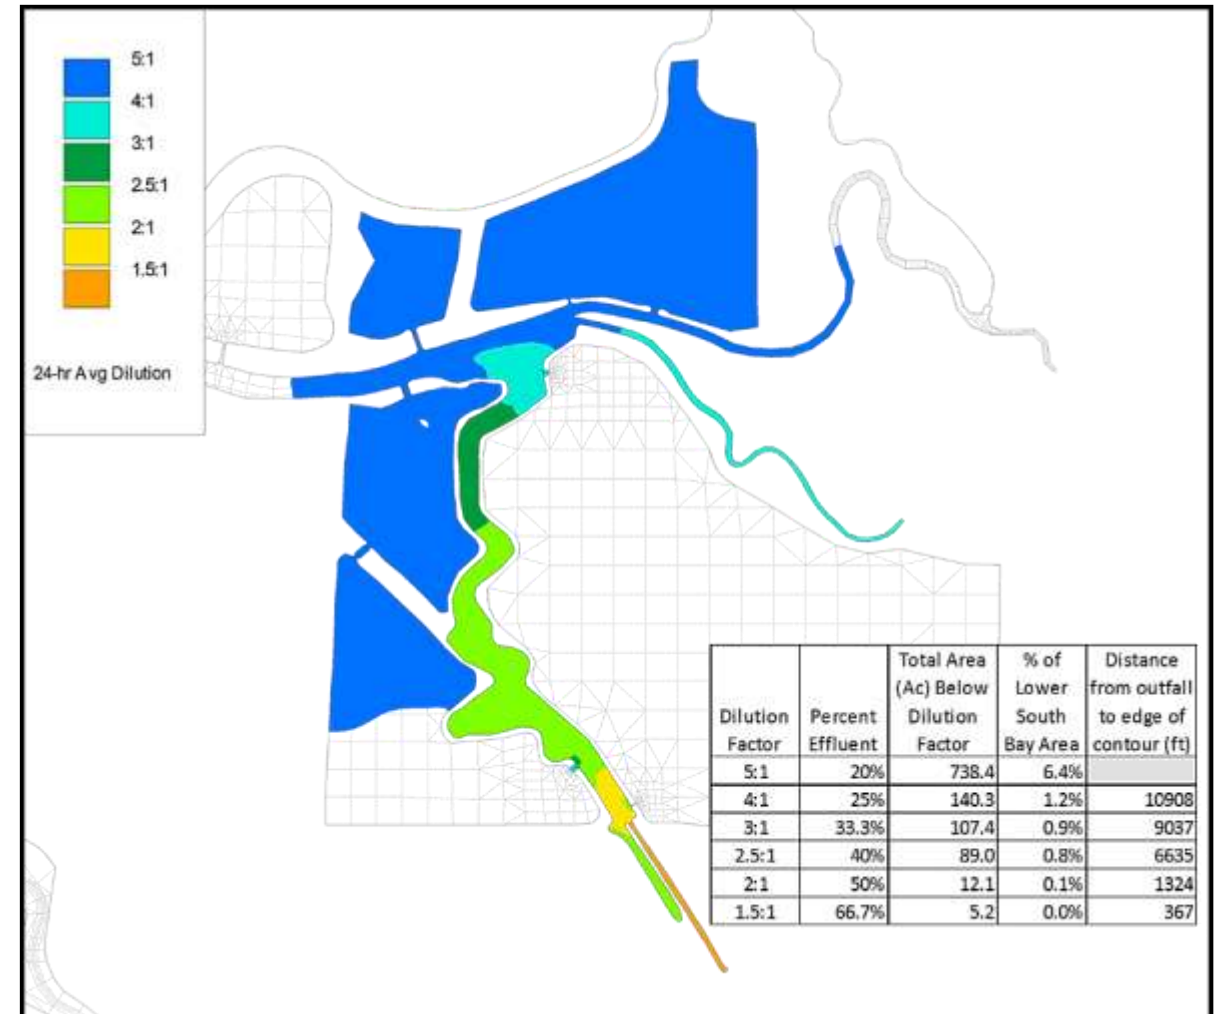 5:1
4:1
3:1
2.5:1
2:1
1.5:1
24-hr Avg Dilution
Dilution Factor Percent Effluent Total Area (Ac) Below Dilution Factor % of Lower South Bay Area Distance from outfall to edge of contour (ft)
5:1 20% 738.4 6.4%
4:1 25% 140.3 1.2% 10908
3:1 33.3% 107.4 0.9% 9037
2.5:1 40% 89.0 0.8% 6635
2:1 50% 12.1 0.1% 1324
1.5:1 66.7% 5.2 0.0% 367